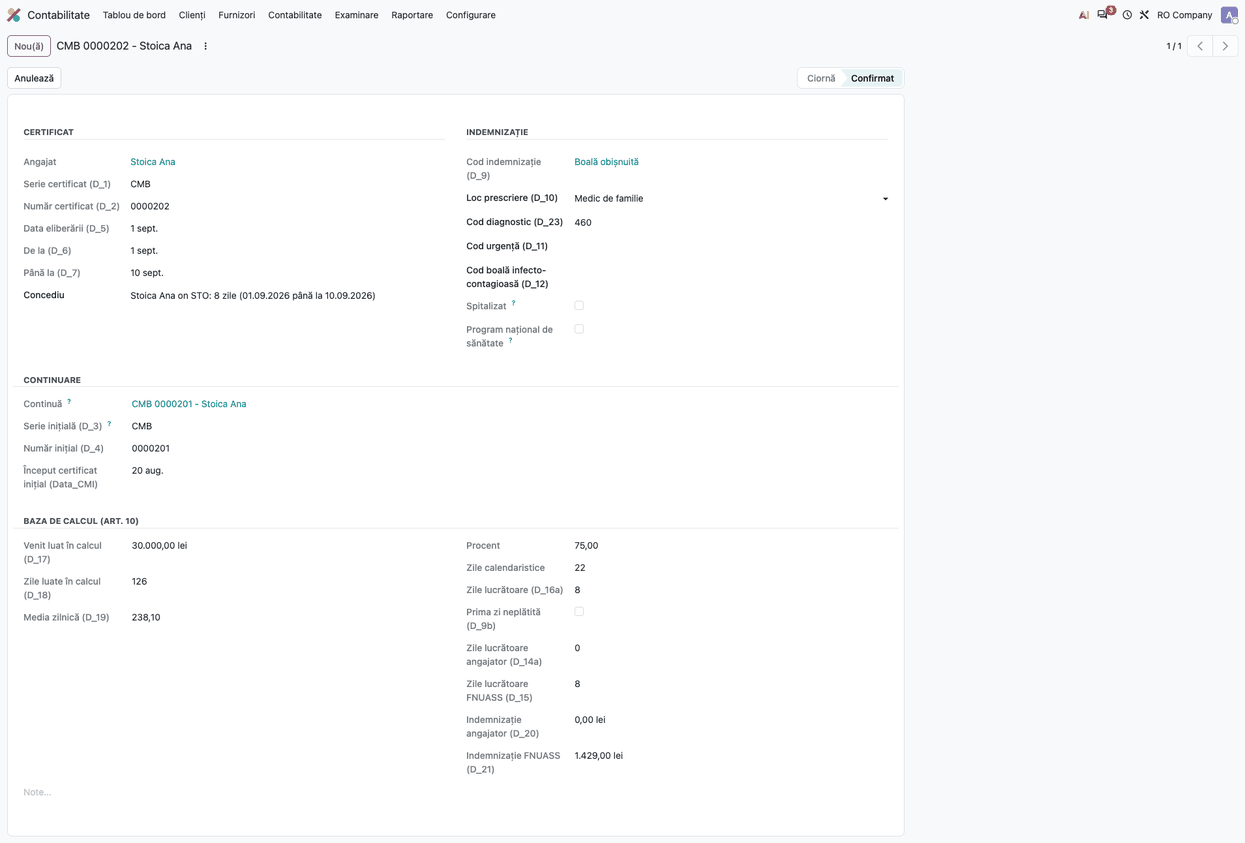 Contabilitate Tablou de bord Clienți Furnizori Contabilitate Examinare Raportare Configurare AI 3 RO Company A
Nou(ă) CMB 0000202 - Stoica Ana 1 / 1
Anulează Ciornă Confirmat
CERTIFICAT
Angajat Stoica Ana
Serie certificat (D_1) CMB
Număr certificat (D_2) 0000202
Data eliberării (D_5) 1 sept.
De la (D_6) 1 sept.
Până la (D_7) 10 sept.
Concediu Stoica Ana on STO: 8 zile (01.09.2026 până la 10.09.2026)
INDEMNIZAȚIE
Cod indemnizație
(D_9) Boală obișnuită
Loc prescriere (D_10) Medic de familie
Cod diagnostic (D_23) 460
Cod urgență (D_11)
Cod boală infecto-
contagioasă (D_12)
Spitalizat ?
Program național de
sănătate ?
CONTINUARE
Continuă ? CMB 0000201 - Stoica Ana
Serie inițială (D_3) ? CMB
Număr inițial (D_4) 0000201
Început certificat
inițial (Data_CMI) 20 aug.
BAZA DE CALCUL (ART. 10)
Venit luat în calcul
(D_17) 30.000,00 lei
Zile luate în calcul
(D_18) 126
Media zilnică (D_19) 238,10
Procent 75,00
Zile calendaristice 22
Zile lucrătoare (D_16a) 8
Prima zi neplătită
(D_9b)
Zile lucrătoare
angajator (D_14a) 0
Zile lucrătoare
FNUASS (D_15) 8
Indemnizație
angajator (D_20) 0,00 lei
Indemnizație FNUASS
(D_21) 1.429,00 lei
Note...